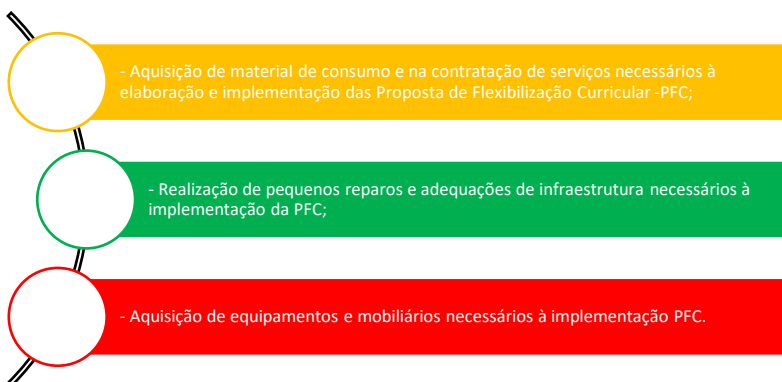 - Aquisição de material de consumo e na contratação de serviços necessários à
elaboração e implementação das Proposta de Flexibilização Curricular -PFC;
- Realização de pequenos reparos e adequações de infraestrutura necessários à
implementação da PFC;
- Aquisição de equipamentos e mobiliários necessários à implementação PFC.